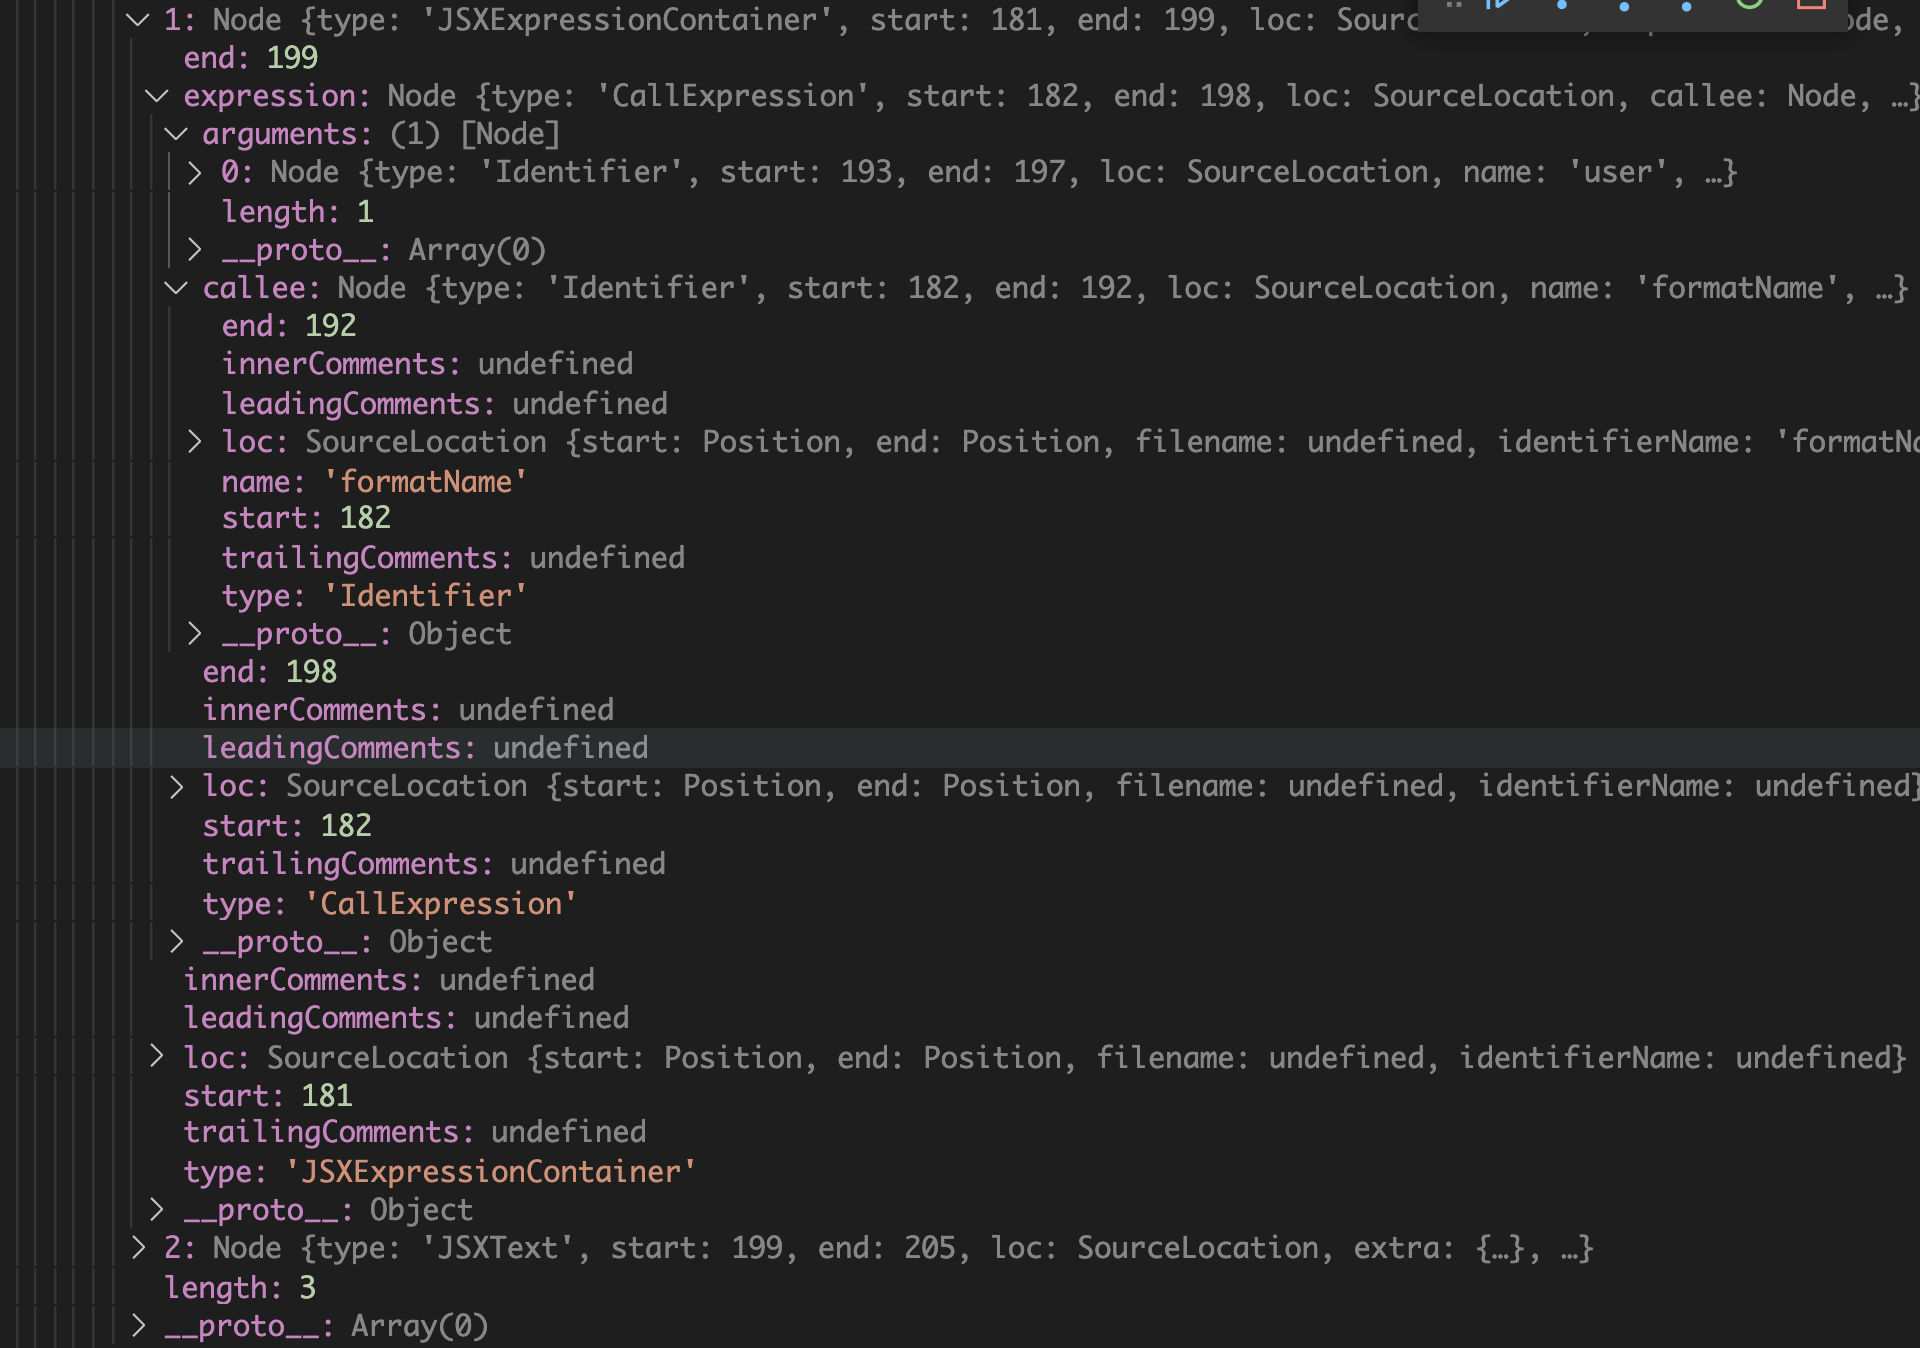 1: Node {type: 'JSXExpressionContainer', start: 181, end: 199, loc: Sourc ode,
end: 199
expression: Node {type: 'CallExpression', start: 182, end: 198, loc: SourceLocation, callee: Node, …}
arguments: (1) [Node]
0: Node {type: 'Identifier', start: 193, end: 197, loc: SourceLocation, name: 'user', …}
length: 1
__proto__: Array(0)
callee: Node {type: 'Identifier', start: 182, end: 192, loc: SourceLocation, name: 'formatName', …}
end: 192
innerComments: undefined
leadingComments: undefined
loc: SourceLocation {start: Position, end: Position, filename: undefined, identifierName: 'formatNa
name: 'formatName'
start: 182
trailingComments: undefined
type: 'Identifier'
__proto__: Object
end: 198
innerComments: undefined
leadingComments: undefined
loc: SourceLocation {start: Position, end: Position, filename: undefined, identifierName: undefined}
start: 182
trailingComments: undefined
type: 'CallExpression'
__proto__: Object
innerComments: undefined
leadingComments: undefined
loc: SourceLocation {start: Position, end: Position, filename: undefined, identifierName: undefined}
start: 181
trailingComments: undefined
type: 'JSXExpressionContainer'
__proto__: Object
2: Node {type: 'JSXText', start: 199, end: 205, loc: SourceLocation, extra: {…}, …}
length: 3
__proto__: Array(0)